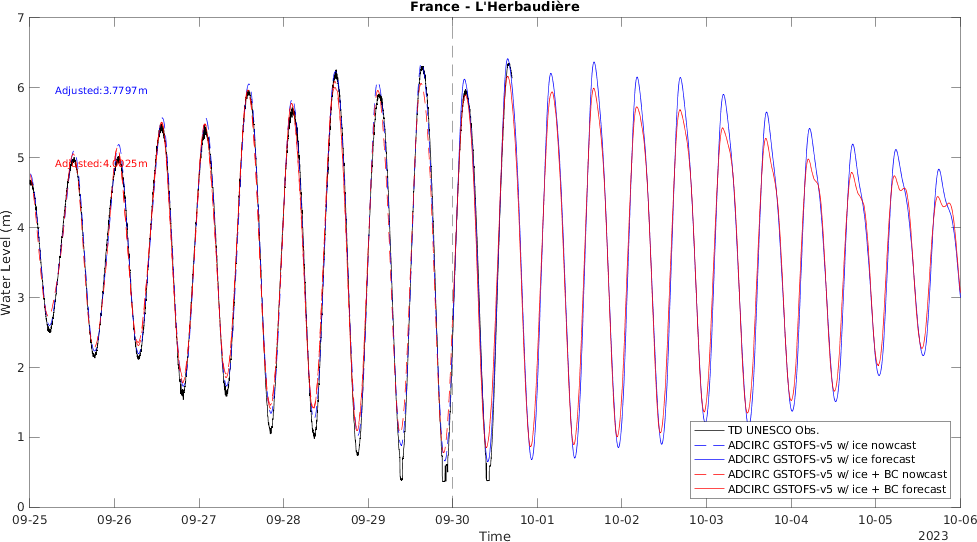 France - L'Herbaudière
Water Level (m)
7
6
5
4
3
2
1
0
Adjusted:3.7797m
TD UNESCO Obs.
ADCIRC GSTOFS-v5 w/ ice nowcast
ADCIRC GSTOFS-v5 w/ ice forecast
ADCIRC GSTOFS-v5 w/ ice + BC nowcast
ADCIRC GSTOFS-v5 w/ ice + BC forecast
09-25 09-26 09-27 09-28 09-29 09-30 10-01 10-02 10-03 10-04 10-05 10-06
Time
2023